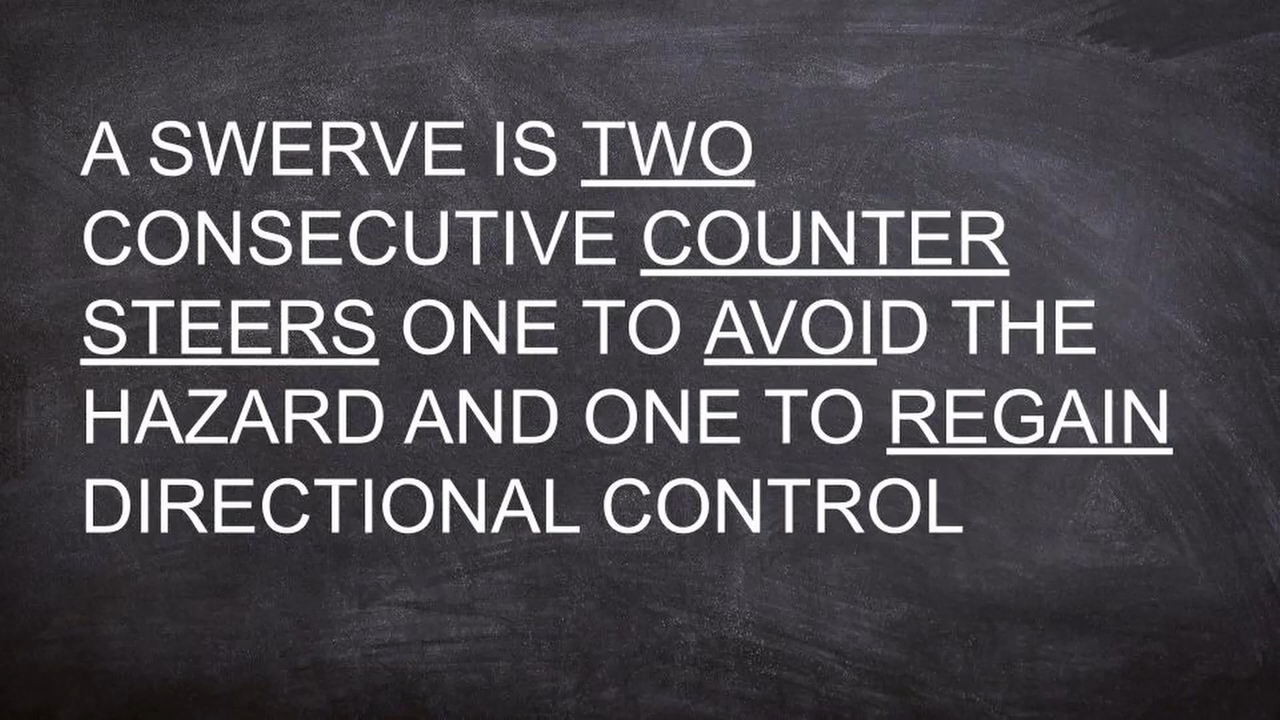 A SWERVE IS TWO
CONSECUTIVE COUNTER
STEERS ONE TO AVOID THE
HAZARD AND ONE TO REGAIN
DIRECTIONAL CONTROL